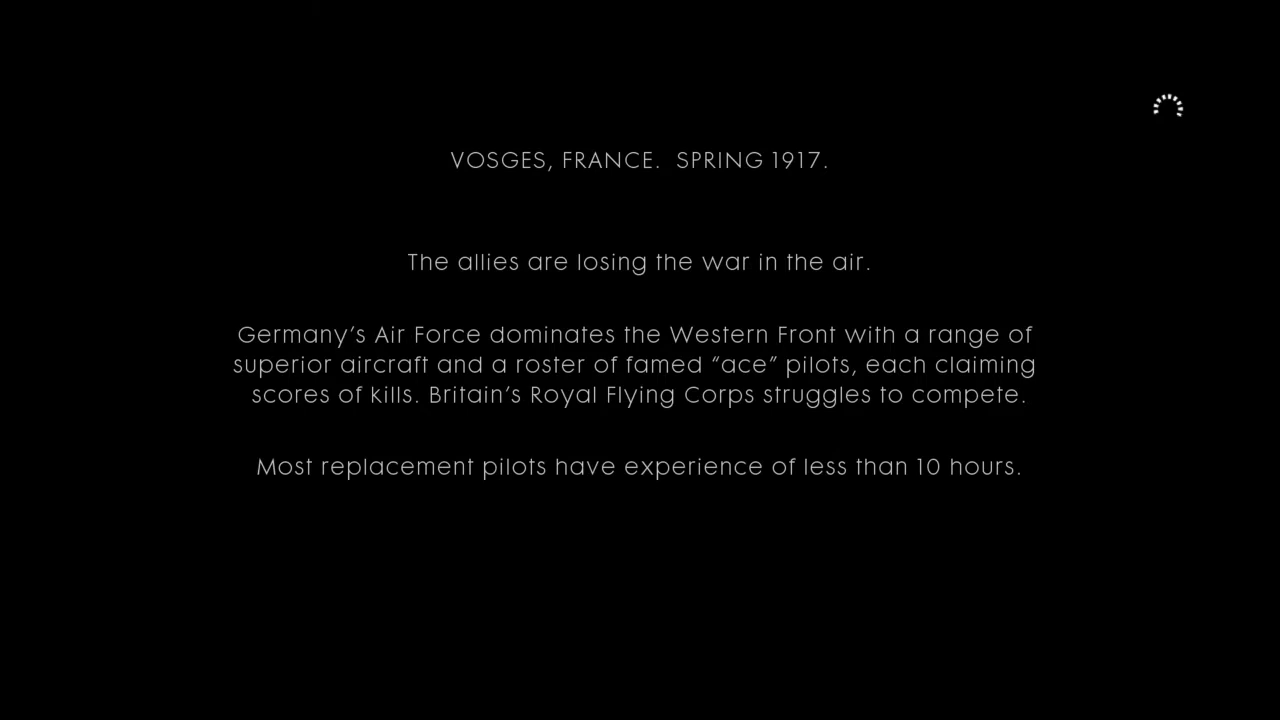 VOSGES, FRANCE. SPRING 1917.
The allies are losing the war in the air.
Germany’s Air Force dominates the Western Front with a range of
superior aircraft and a roster of famed “ace” pilots, each claiming
scores of kills. Britain’s Royal Flying Corps struggles to compete.
Most replacement pilots have experience of less than 10 hours.